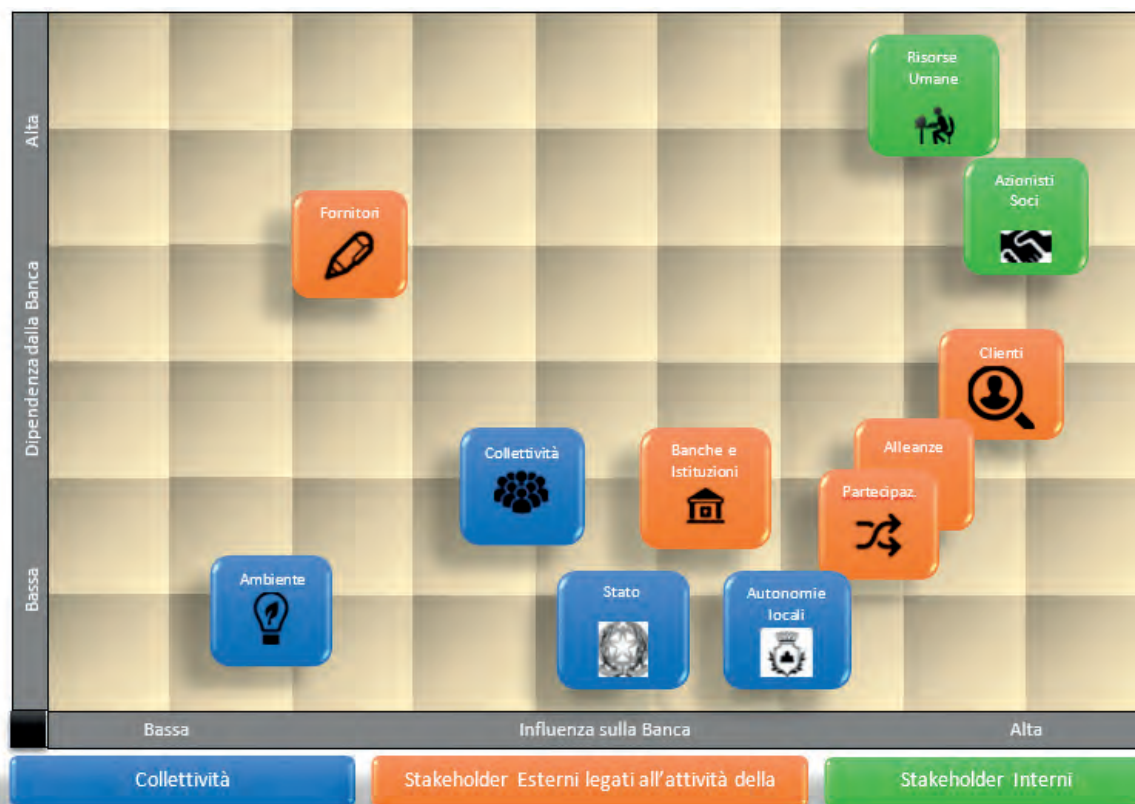 Alta
Dipendenza dalla Banca
Bassa
Risorse
Umane
Azionisti
Soci
Fornitori
Clienti
Collettività
Banche e
Istituzioni
Alleanze
Partecipaz.
Ambiente
Stato
Autonomie
locali
Bassa
Influenza sulla Banca
Alta
Collettività
Stakeholder Esterni legati all'attività della
Stakeholder Interni